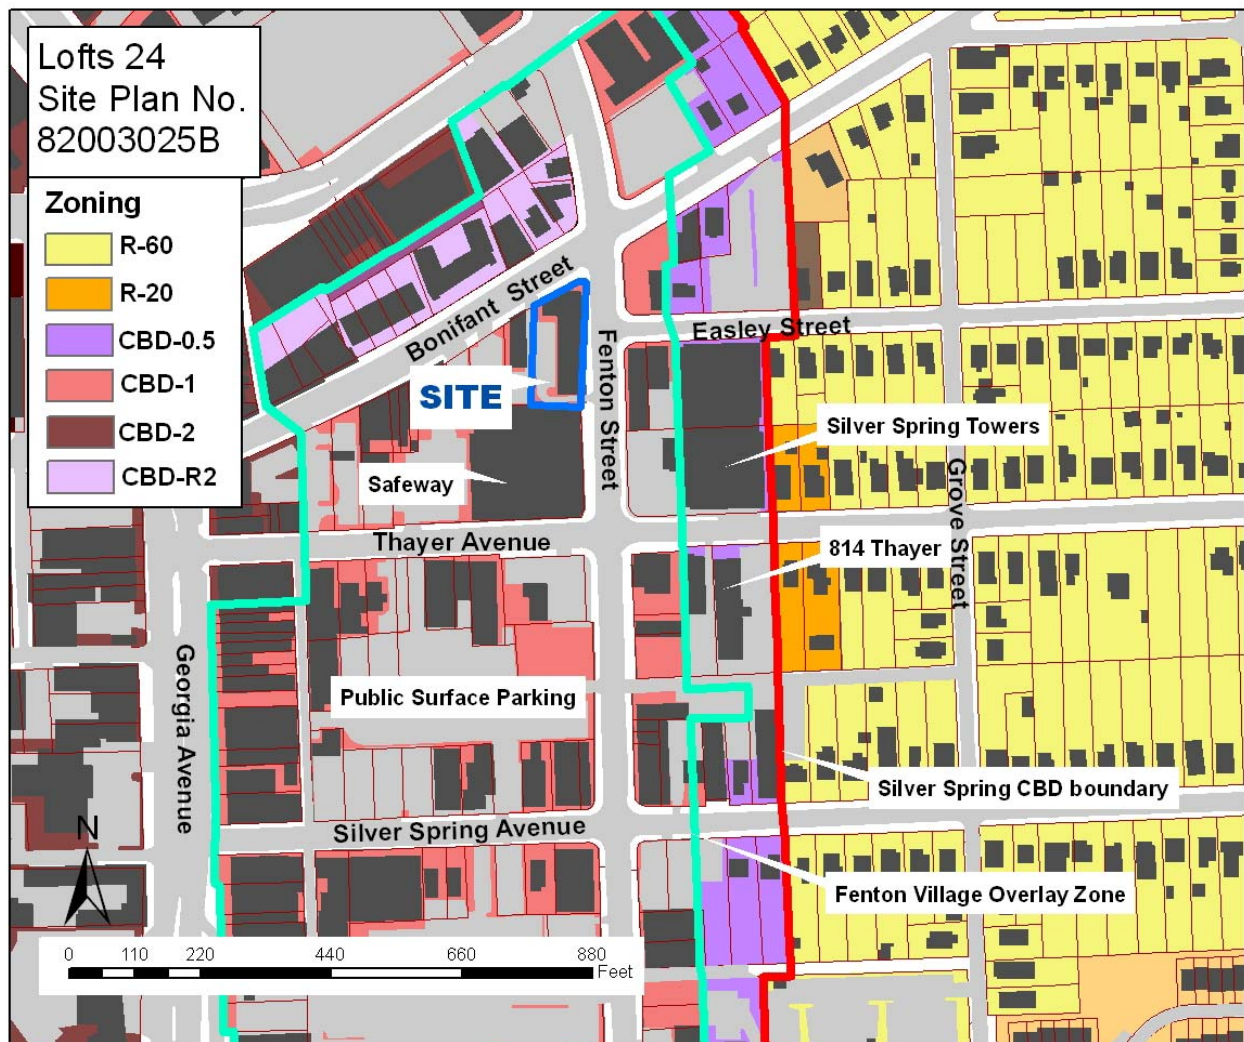 Lofts 24
Site Plan No.
82003025B
Zoning
R-60
R-20
CBD-0.5
CBD-1
CBD-2
CBD-R2
Bonifant Street
Easley Street
Fenton Street
SITE
Silver Spring Towers
Safeway
Grove Street
Thayer Avenue
814 Thayer
Georgia Avenue
Public Surface Parking
Silver Spring CBD boundary
Silver Spring Avenue
N
Fenton Village Overlay Zone
0 110 220 440 660 880
Feet